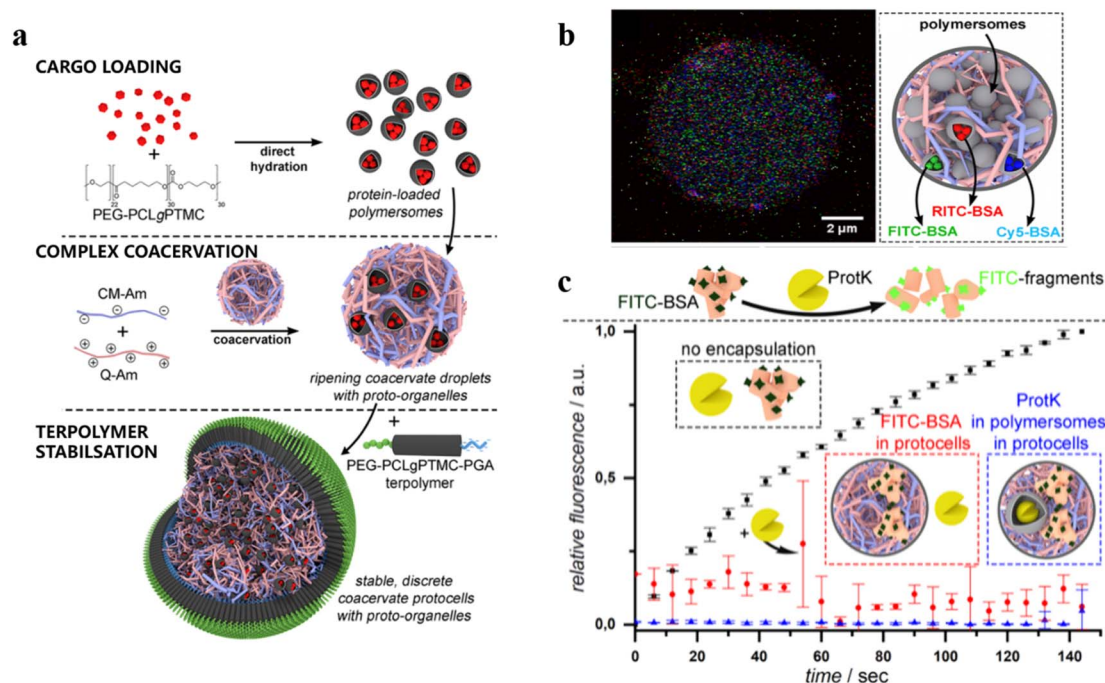 a
CARGO LOADING
+
direct
hydration
22
30
30
PEG-PCLgPTMC
protein-loaded
polymersomes
COMPLEX COACERVATION
CM-Am
+
Q-Am
coacervation
ripening coacervate droplets
with proto-organelles
TERPOLYMER
STABILSATION
+
PEG-PCLgPTMC-PGA
terpolymer
stable, discrete
coacervate protocells
with proto-organelles
b
2 μm
polymersomes
RITC-BSA
FITC-BSA
Cy5-BSA
c
FITC-BSA
ProtK
FITC-fragments
relative fluorescence / a.u.
1,0
0,5
0,0
no encapsulation
+
FITC-BSA
in protocells
ProtK
in polymersomes
in protocells
0 20 40 60 80 100 120 140
time / sec